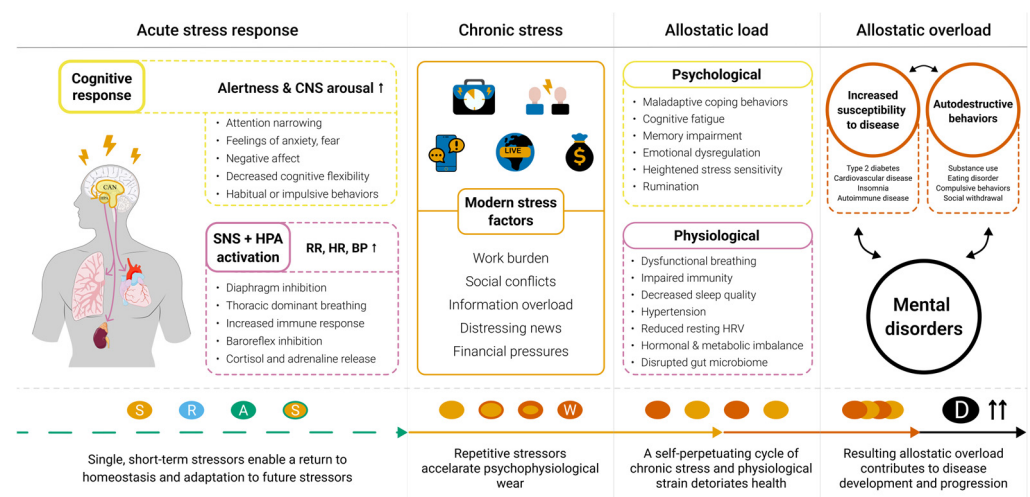 Acute stress response
Chronic stress
Allostatic load
Allostatic overload
Cognitive
response
Alertness & CNS arousal ↑
• Attention narrowing
• Feelings of anxiety, fear
• Negative affect
• Decreased cognitive flexibility
• Habitual or impulsive behaviors
CAN
SNS + HPA
activation
RR, HR, BP ↑
• Diaphragm inhibition
• Thoracic dominant breathing
• Increased immune response
• Baroreflex inhibition
• Cortisol and adrenaline release
LIVE
$
Modern stress
factors
Work burden
Social conflicts
Information overload
Distressing news
Financial pressures
Psychological
• Maladaptive coping behaviors
• Cognitive fatigue
• Memory impairment
• Emotional dysregulation
• Heightened stress sensitivity
• Rumination
Physiological
• Dysfunctional breathing
• Impaired immunity
• Decreased sleep quality
• Hypertension
• Reduced resting HRV
• Hormonal & metabolic imbalance
• Disrupted gut microbiome
Increased
susceptibility
to disease
Type 2 diabetes
Cardiovascular disease
Insomnia
Autoimmune disease
Autodestructive
behaviors
Substance use
Eating disorder
Compulsive behaviors
Social withdrawal
Mental
disorders
S R A S
W
D ↑↑
Single, short-term stressors enable a return to
homeostasis and adaptation to future stressors
Repetitive stressors
accelarate psychophysiological
wear
A self-perpetuating cycle of
chronic stress and physiological
strain detoriates health
Resulting allostatic overload
contributes to disease
development and progression